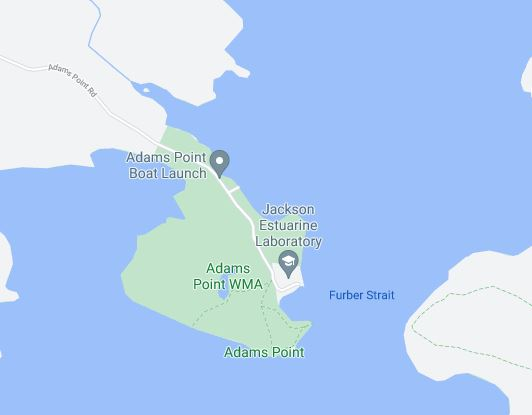 Adams Point Rd
Adams Point
Boat Launch
Jackson
Estuarine
Laboratory
Adams
Point WMA
Furber Strait
Adams Point